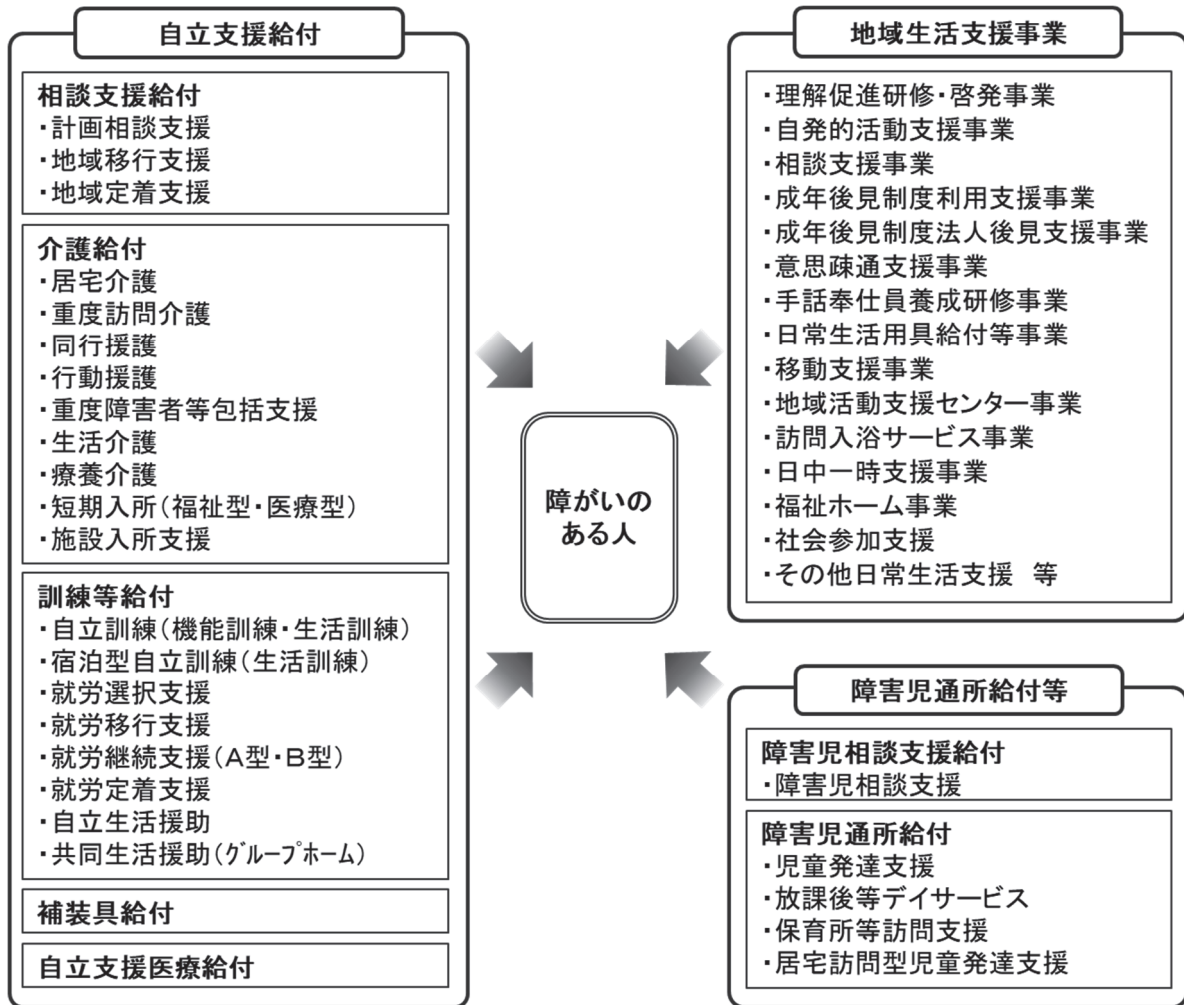 自立支援給付
相談支援給付
・計画相談支援
・地域移行支援
・地域定着支援
介護給付
・居宅介護
・重度訪問介護
・同行援護
・行動援護
・重度障害者等包括支援
・生活介護
・療養介護
・短期入所(福祉型・医療型)
・施設入所支援
訓練等給付
・自立訓練(機能訓練・生活訓練)
・宿泊型自立訓練(生活訓練)
・就労選択支援
・就労移行支援
・就労継続支援(A型・B型)
・就労定着支援
・自立生活援助
・共同生活援助(グループホーム)
補装具給付
自立支援医療給付
障がいの
ある人
地域生活支援事業
・理解促進研修・啓発事業
・自発的活動支援事業
・相談支援事業
・成年後見制度利用支援事業
・成年後見制度法人後見支援事業
・意思疎通支援事業
・手話奉仕員養成研修事業
・日常生活用具給付等事業
・移動支援事業
・地域活動支援センター事業
・訪問入浴サービス事業
・日中一時支援事業
・福祉ホーム事業
・社会参加支援
・その他日常生活支援 等
障害児通所給付等
障害児相談支援給付
・障害児相談支援
障害児通所給付
・児童発達支援
・放課後等デイサービス
・保育所等訪問支援
・居宅訪問型児童発達支援